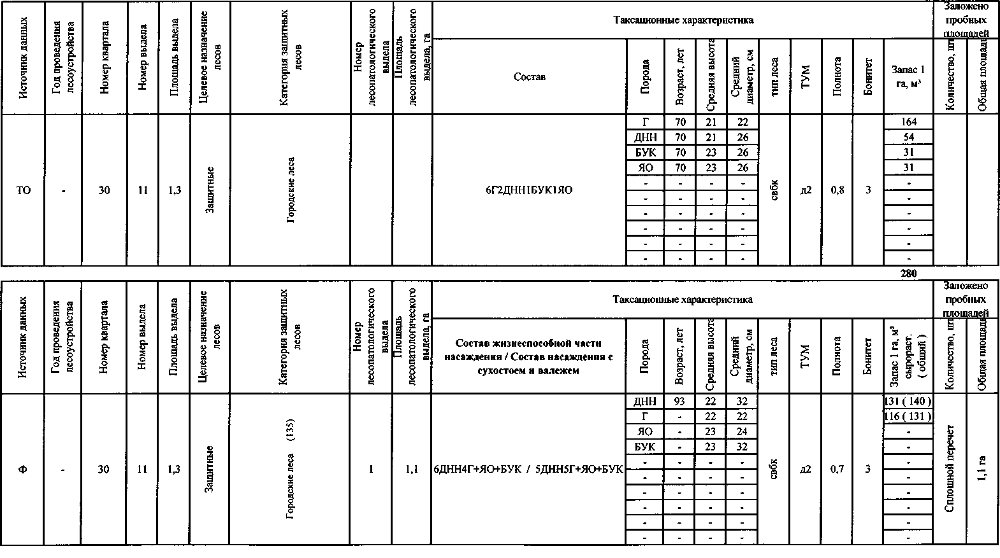 Источник данных
Год проведения
лесоустройства
Номер квартала
Номер выдела
Площадь выдела
Целевое назначение
лесов
Категория защитных
лесов
Номер
лесопатологического
выдела
Площадь
лесопатологического
выдела, га
Таксационные характеристика
Заложено
пробных
площадей
Состав
Порода
Возраст, лет
Средняя высота
Средний
диаметр, см
тип леса
ТУМ
Полнота
Бонитет
Запас 1
га, м³
Количество, шт
Общая площадь
ТО - 30 11 1,3 Защитные Городские леса 6Г2ДНН1БУК1ЯО свбк д2 0,8 3
Г 70 21 22 164
ДНН 70 21 26 54
БУК 70 23 26 31
ЯО 70 23 26 31
- - - - -
- - - - -
- - - - -
- - - - -
- - - - -
- - - - -
280
Источник данных
Год проведения
лесоустройства
Номер квартала
Номер выдела
Площадь выдела
Целевое назначение
лесов
Категория защитных
лесов
Номер
лесопатологического
выдела
Площадь
лесопатологического
выдела, га
Таксационные характеристика
Заложено
пробных
площадей
Состав жизнеспособной части
насаждения / Состав насаждения с
сухостоем и валежем
Порода
Возраст, лет
Средняя высота
Средний
диаметр, см
тип леса
ТУМ
Полнота
Бонитет
Запас 1 га, м³
сырораст.
( общий )
Количество, шт
Общая площадь
Ф - 30 11 1,3 Защитные Городские леса (135) 1 1,1 6ДНН4Г+ЯО+БУК / 5ДНН5Г+ЯО+БУК свбк д2 0,7 3 Сплошной перечет 1,1 га
ДНН 93 22 32 131 ( 140 )
Г - 22 22 116 ( 131 )
ЯО - 23 24 -
БУК - 23 32 -
- - - - -
- - - - -
- - - - -
- - - - -
- - - - -
- - - - -